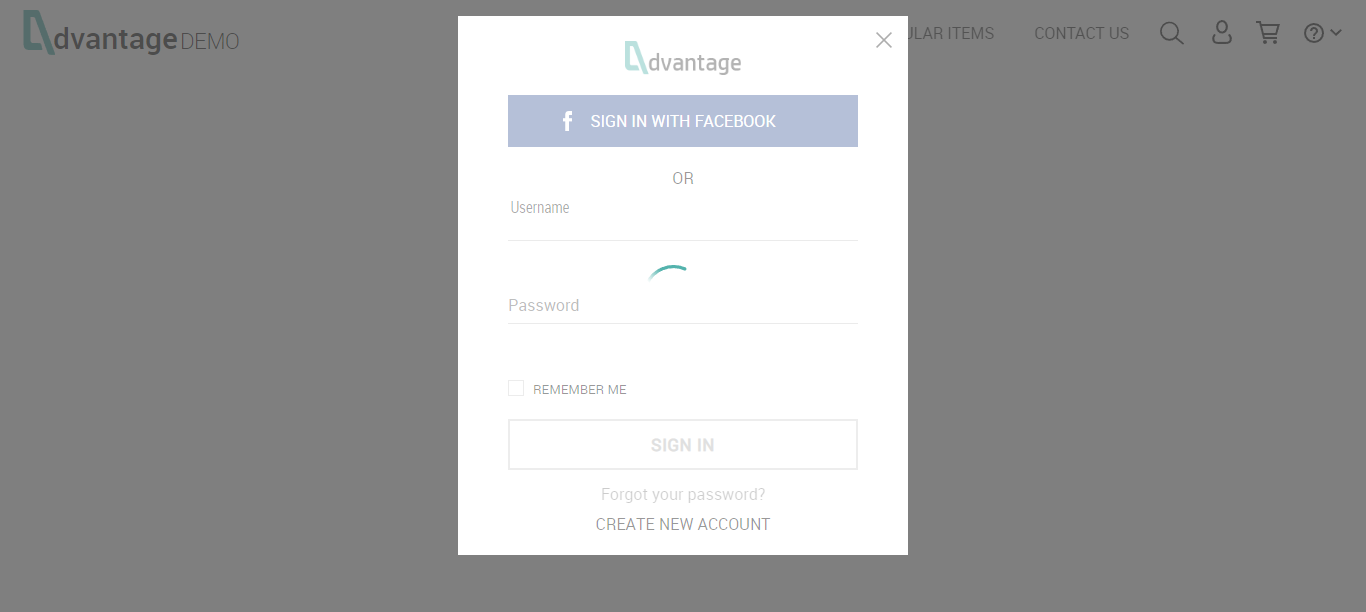 dvantage DEMO
ULAR ITEMS
CONTACT US
dvantage
SIGN IN WITH FACEBOOK
OR
Username
Password
REMEMBER ME
SIGN IN
Forgot your password?
CREATE NEW ACCOUNT